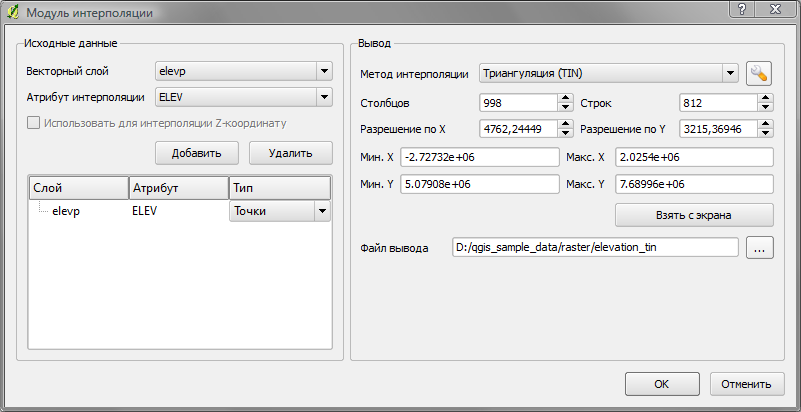 Модуль интерполяции
Исходные данные
Векторный слой elevp
Атрибут интерполяции ELEV
Использовать для интерполяции Z-координату
Добавить Удалить
Слой Атрибут Тип
elevp ELEV Точки
Вывод
Метод интерполяции Триангуляция (TIN)
Столбцов 998 Строк 812
Разрешение по X 4762,24449 Разрешение по Y 3215,36946
Мин. X -2.72732e+06 Макс. X 2.0254e+06
Мин. Y 5.07908e+06 Макс. Y 7.68996e+06
Взять с экрана
Файл вывода D:/qgis_sample_data/raster/elevation_tin ...
OK Отменить